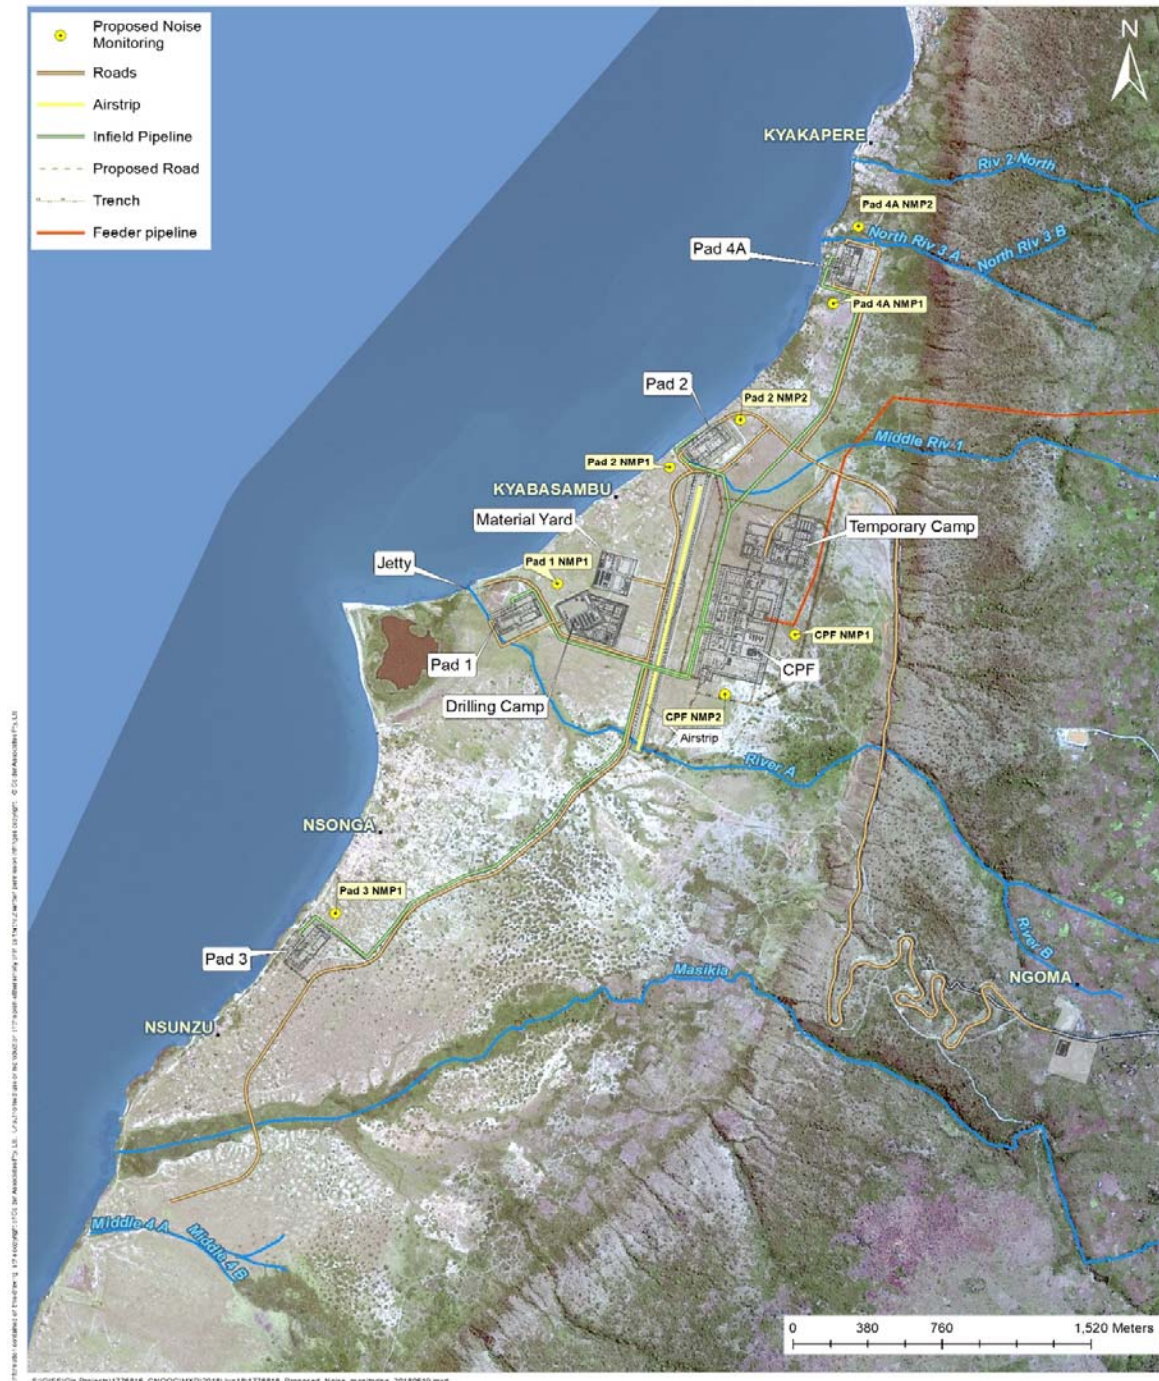 Proposed Noise
Monitoring
Roads
Airstrip
Infield Pipeline
Proposed Road
Trench
Feeder pipeline
N
KYAKAPERE
Riv 2 North
Pad 4A NMP2
North Riv 3 A
North Riv 3 B
Pad 4A
Pad 4A NMP1
Pad 2
Pad 2 NMP2
Middle Riv 1
Pad 2 NMP1
KYABASAMBU
Material Yard
Temporary Camp
Jetty
Pad 1 NMP1
CPF NMP1
Pad 1
CPF
Drilling Camp
CPF NMP2
Airstrip
River A
NSONGA
Pad 3 NMP1
Pad 3
River B
Masikia
NGOMA
NSUNZU
Middle 4 A
Middle 4 B
0 380 760 1,520 Meters